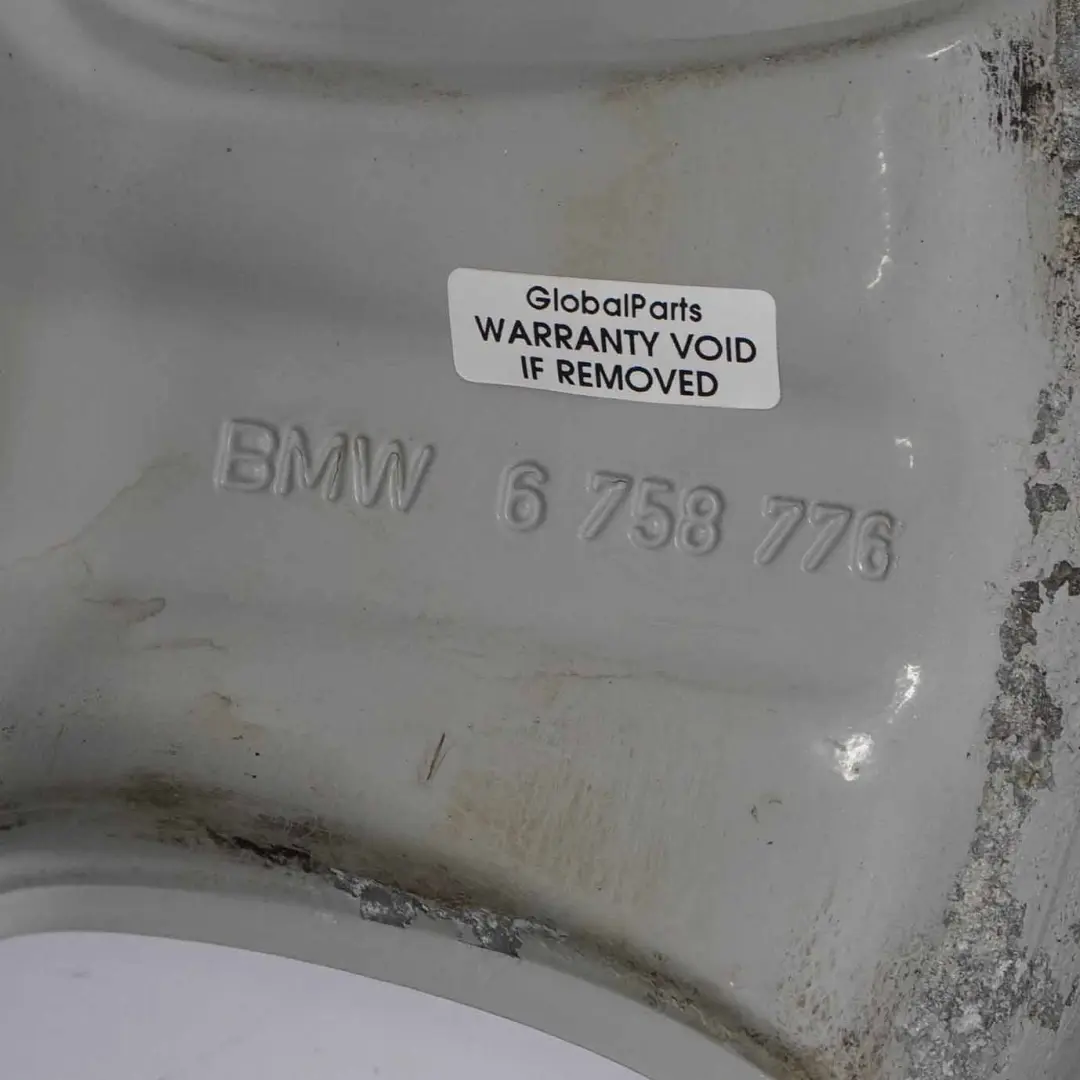 GlobalParts
WARRANTY VOID
IF REMOVED
BMW 6 758 776